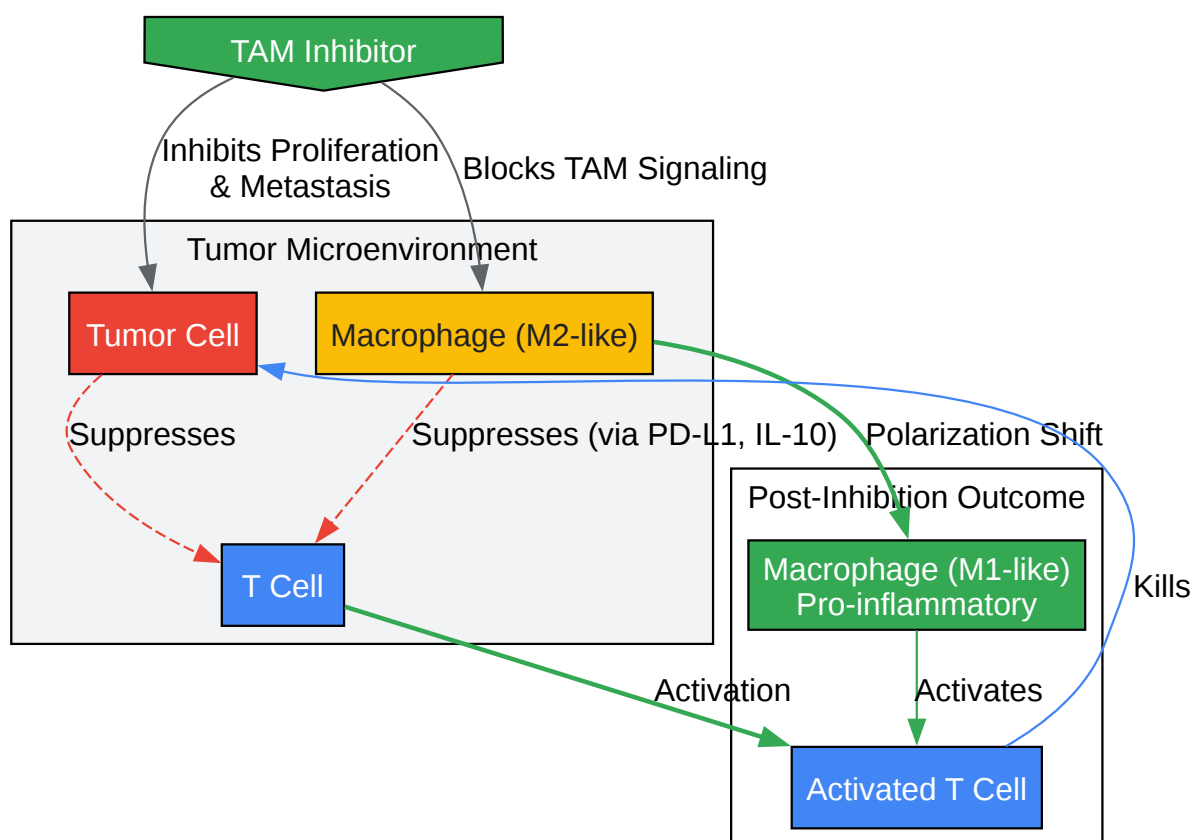 TAM Inhibitor
Inhibits Proliferation
& Metastasis
Blocks TAM Signaling
Tumor Microenvironment
Tumor Cell
Macrophage (M2-like)
Suppresses
Suppresses (via PD-L1, IL-10)
Polarization Shift
Post-Inhibition Outcome
T Cell
Macrophage (M1-like)
Pro-inflammatory
Kills
Activation
Activates
Activated T Cell